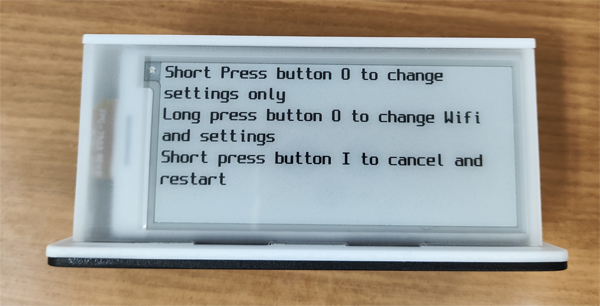 Short Press button O to change
settings only
Long press button O to change Wifi
and settings
Short press button I to cancel and
restart